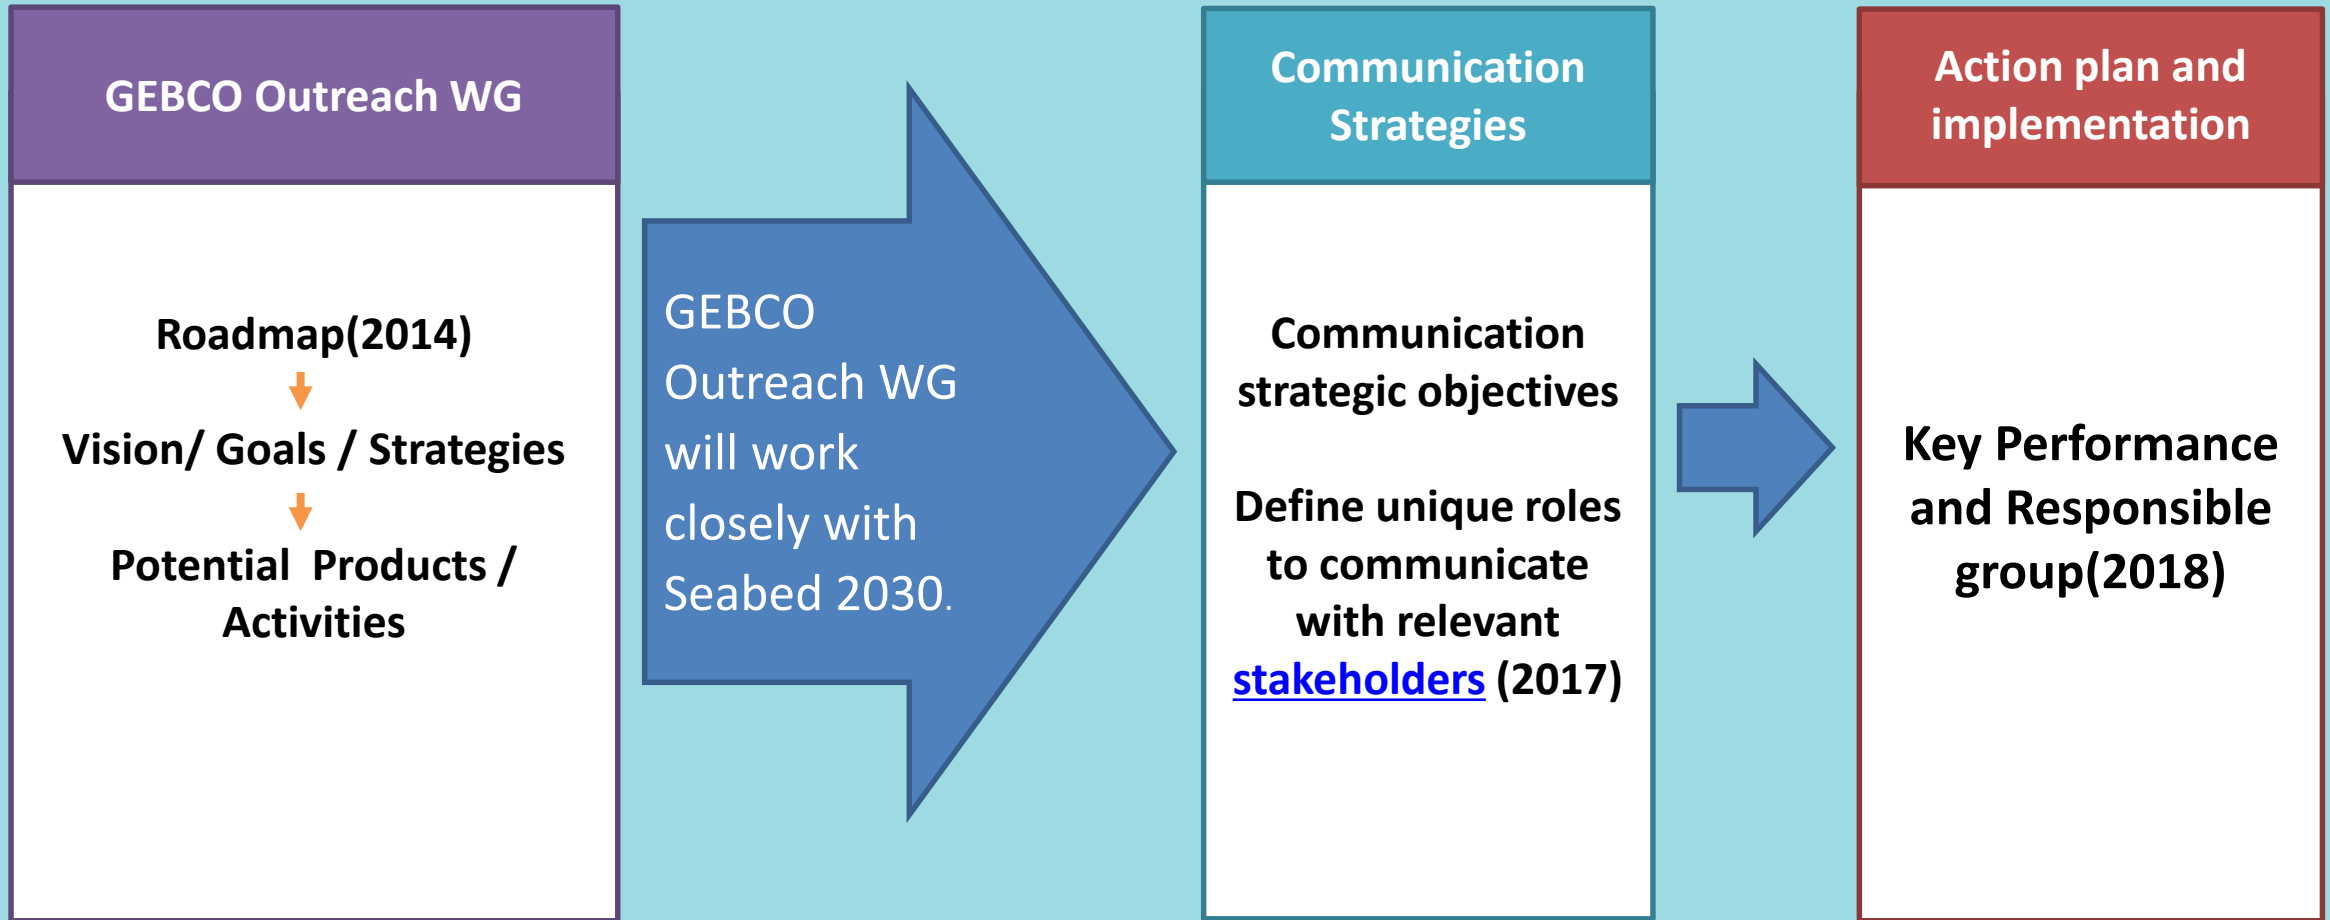 GEBCO Outreach WG
Roadmap(2014)
Vision/ Goals / Strategies
Potential  Products /
Activities
GEBCO
Outreach WG
will work
closely with
Seabed 2030.
Communication
Strategies
Communication
strategic objectives
Define unique roles
to communicate
with relevant
stakeholders (2017)
Action plan and
implementation
Key Performance
and Responsible
group(2018)